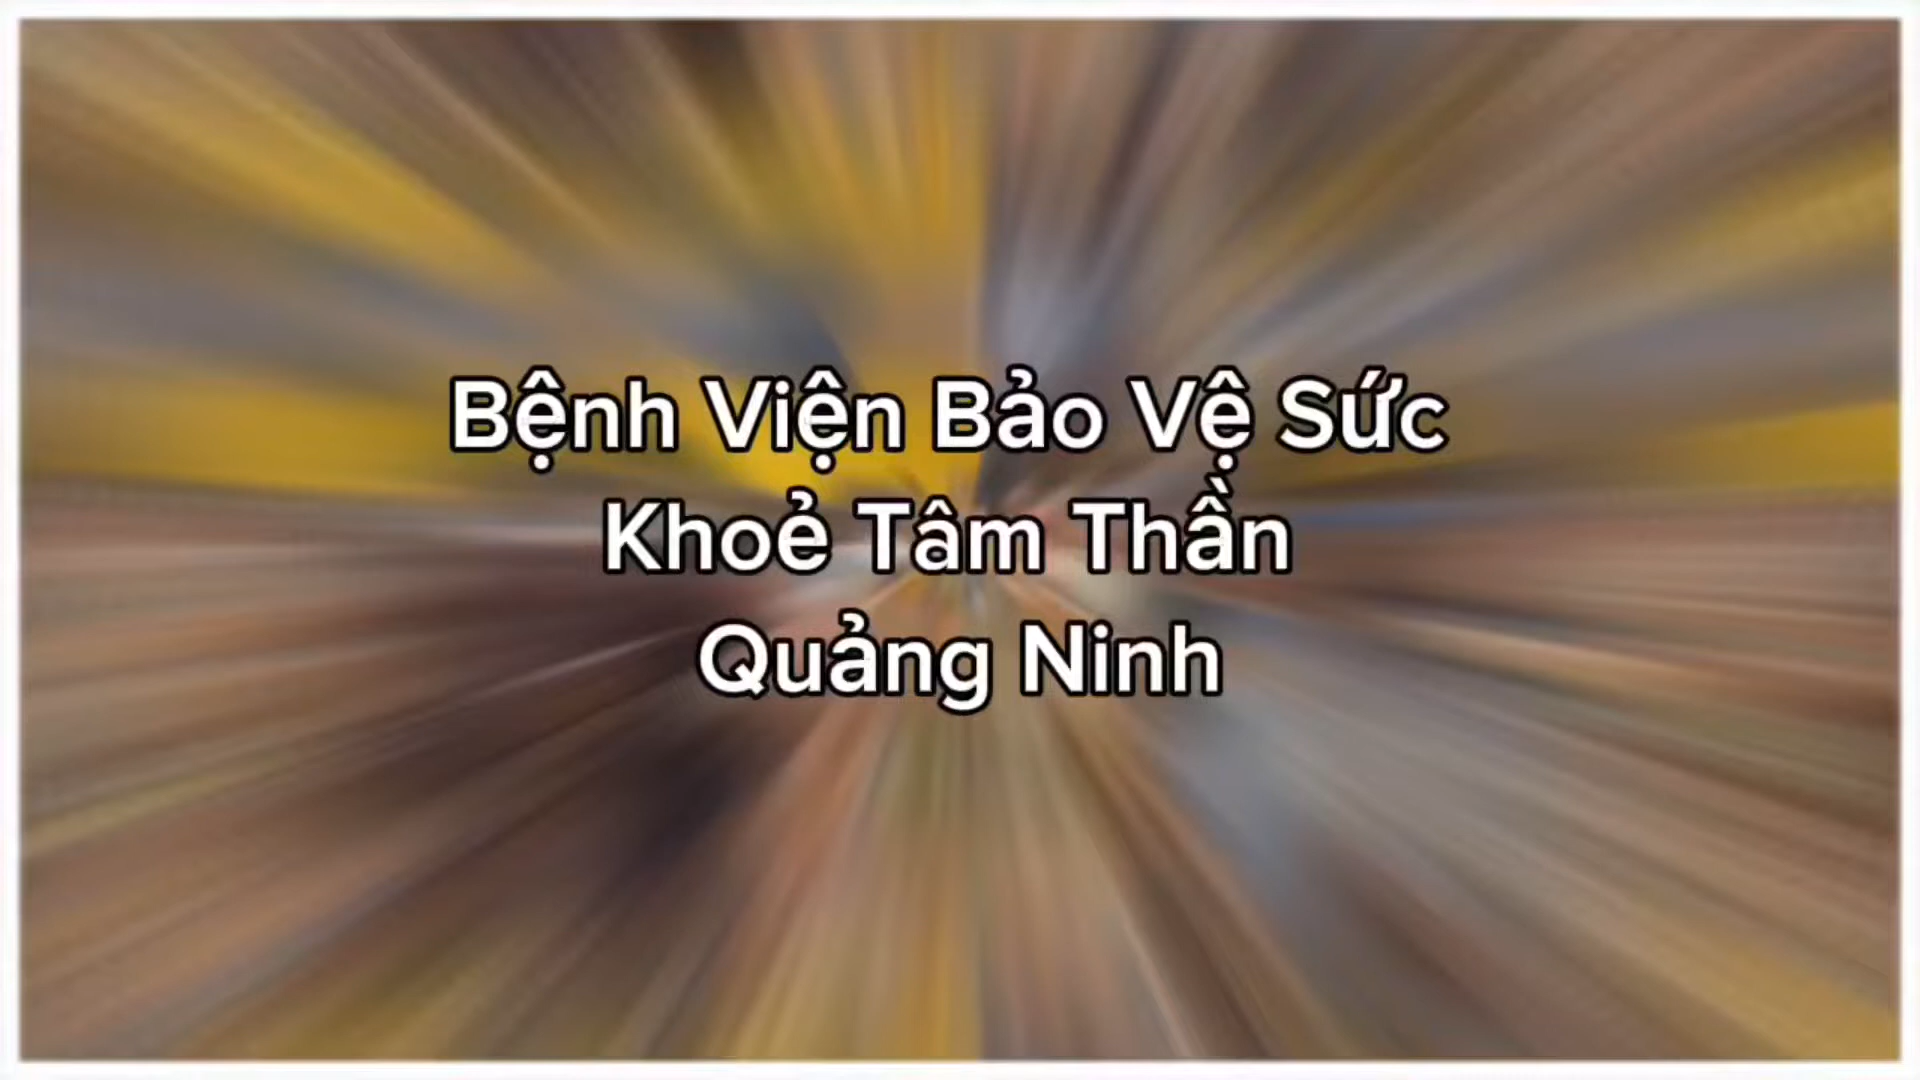 Bệnh Viện Bảo Vệ Sức
Khoẻ Tâm Thần
Quảng Ninh